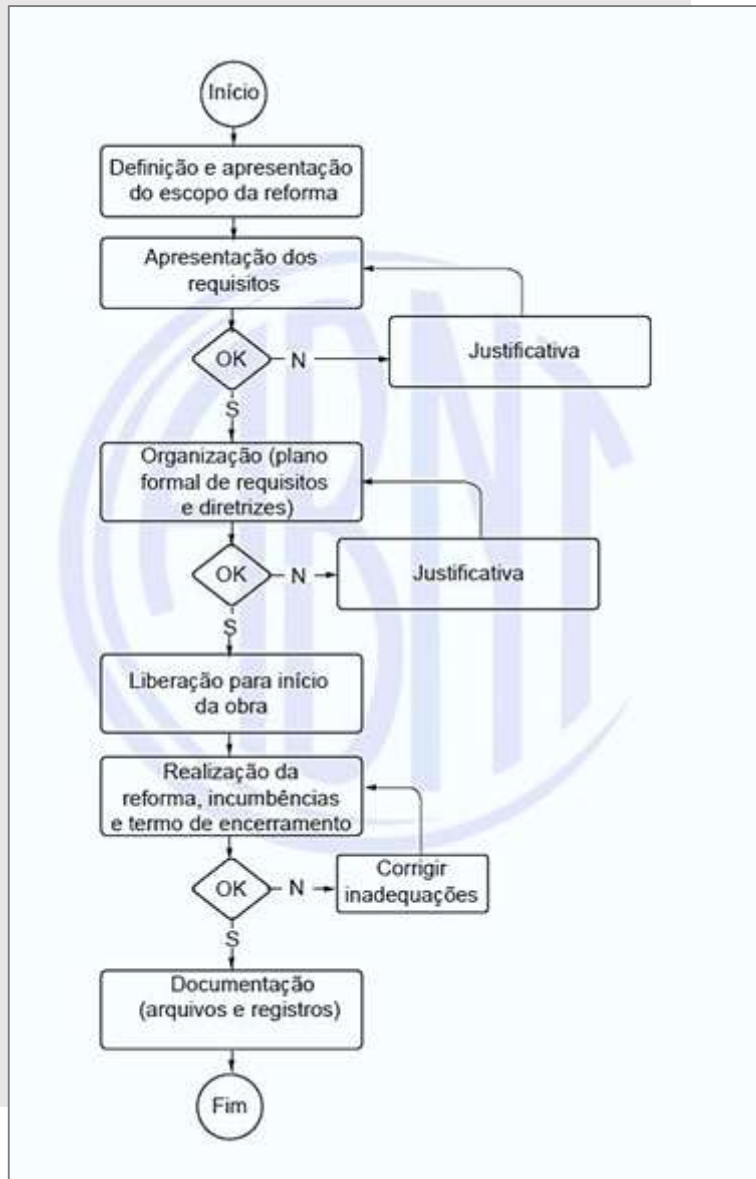 Início
Definição e apresentação
do escopo da reforma
Apresentação dos
requisitos
OK
N
Justificativa
S
Organização (plano
formal de requisitos
e diretrizes)
OK
N
Justificativa
S
Liberação para início
da obra
Realização da
reforma, incumbências
e termo de encerramento
OK
N
Corrigir
inadequações
S
Documentação
(arquivos e registros)
Fim
ABNT